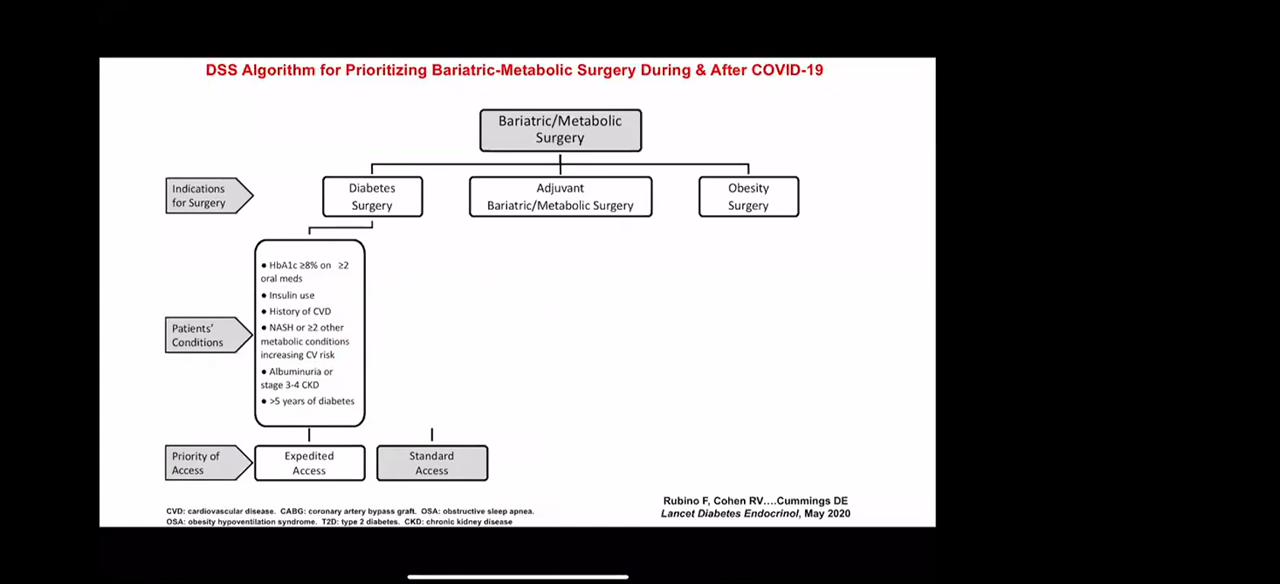 DSS Algorithm for Prioritizing Bariatric-Metabolic Surgery During & After COVID-19
Bariatric/Metabolic
Surgery
Indications
for Surgery
Diabetes
Surgery
Adjuvant
Bariatric/Metabolic Surgery
Obesity
Surgery
Patients'
Conditions
● HbA1c ≥8% on ≥2
oral meds
● Insulin use
● History of CVD
● NASH or ≥2 other
metabolic conditions
increasing CV risk
● Albuminuria or
stage 3-4 CKD
● >5 years of diabetes
Priority of
Access
Expedited
Access
Standard
Access
CVD: cardiovascular disease. CABG: coronary artery bypass graft. OSA: obstructive sleep apnea.
OSA: obesity hypoventilation syndrome. T2D: type 2 diabetes. CKD: chronic kidney disease
Rubino F, Cohen RV....Cummings DE
Lancet Diabetes Endocrinol, May 2020